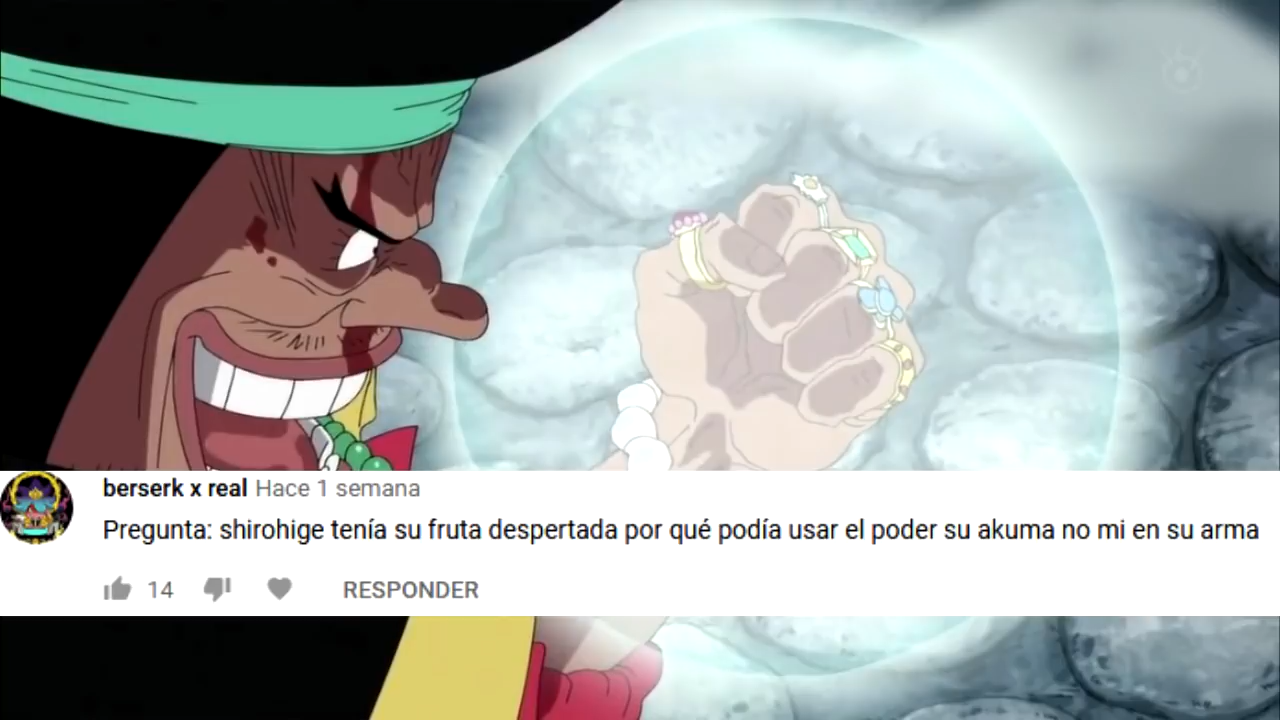 berserk x real Hace 1 semana
Pregunta: shirohige tenía su fruta despertada por qué podía usar el poder su akuma no mi en su arma
14 RESPONDER